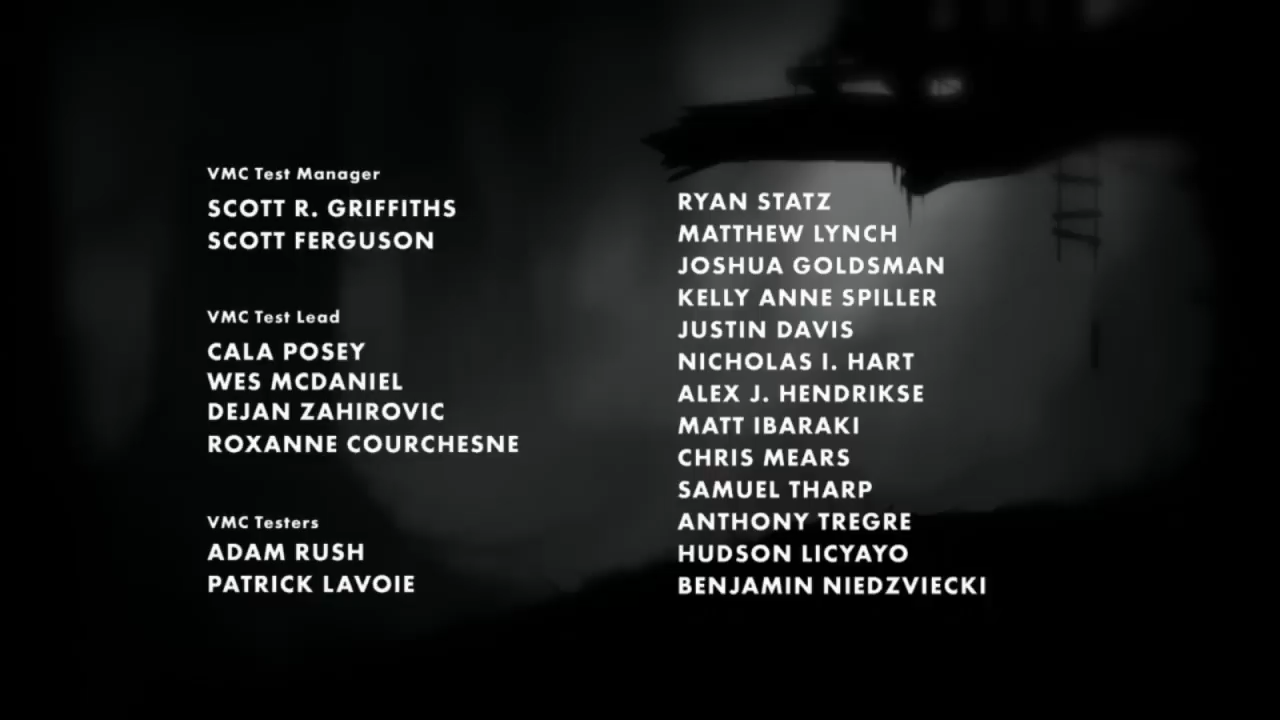 VMC Test Manager
SCOTT R. GRIFFITHS
SCOTT FERGUSON
VMC Test Lead
CALA POSEY
WES MCDANIEL
DEJAN ZAHIROVIC
ROXANNE COURCHESNE
VMC Testers
ADAM RUSH
PATRICK LAVOIE
RYAN STATZ
MATTHEW LYNCH
JOSHUA GOLDSMAN
KELLY ANNE SPILLER
JUSTIN DAVIS
NICHOLAS I. HART
ALEX J. HENDRIKSE
MATT IBARAKI
CHRIS MEARS
SAMUEL THARP
ANTHONY TREGRE
HUDSON LICYAYO
BENJAMIN NIEDZVIECKI